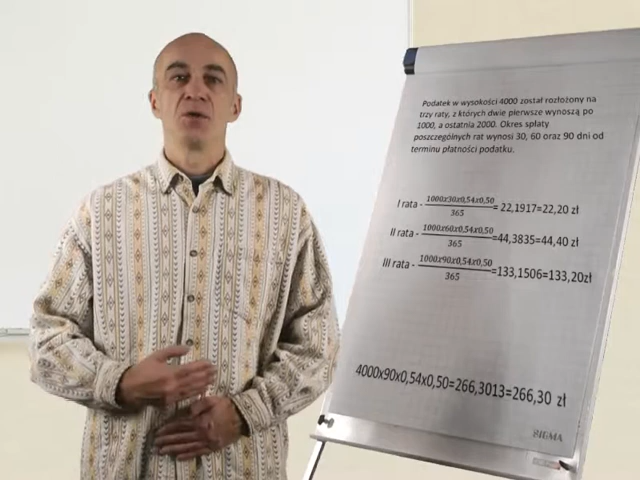 Podatek w wysokości 4000 został rozłożony na
trzy raty, z których dwie pierwsze wynoszą po
1000, a ostatnia 2000. Okres spłaty
poszczególnych rat wynosi 30, 60 oraz 90 dni od
terminu płatności podatku.
I rata - 1000x30x0,54x0,50/365 = 22,1917=22,20 zł
II rata - 1000x60x0,54x0,50/365 =44,3835=44,40 zł
III rata - 1000x90x0,54x0,50/365 =133,1506=133,20zł
4000x90x0,54x0,50=266,3013=266,30 zł
SIGMA